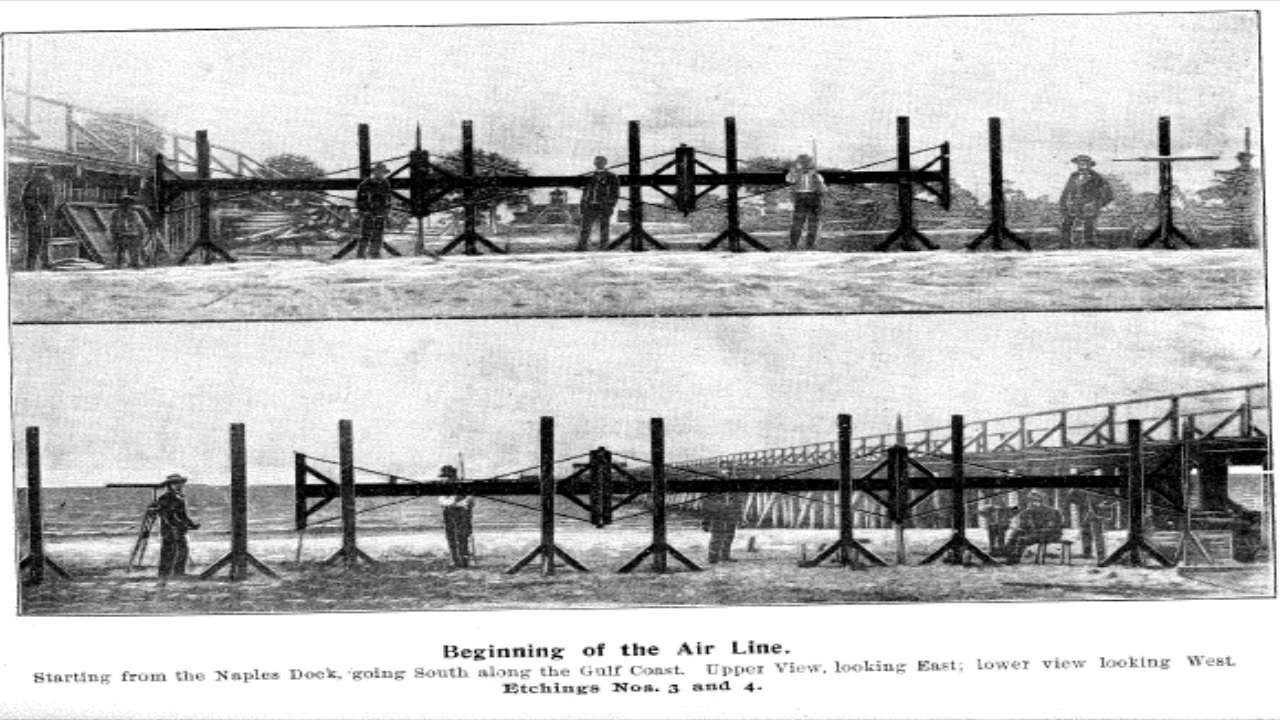 Beginning of the Air Line.
Starting from the Naples Dock, going South along the Gulf Coast. Upper View, looking East; lower view looking West.
Etchings Nos. 3 and 4.